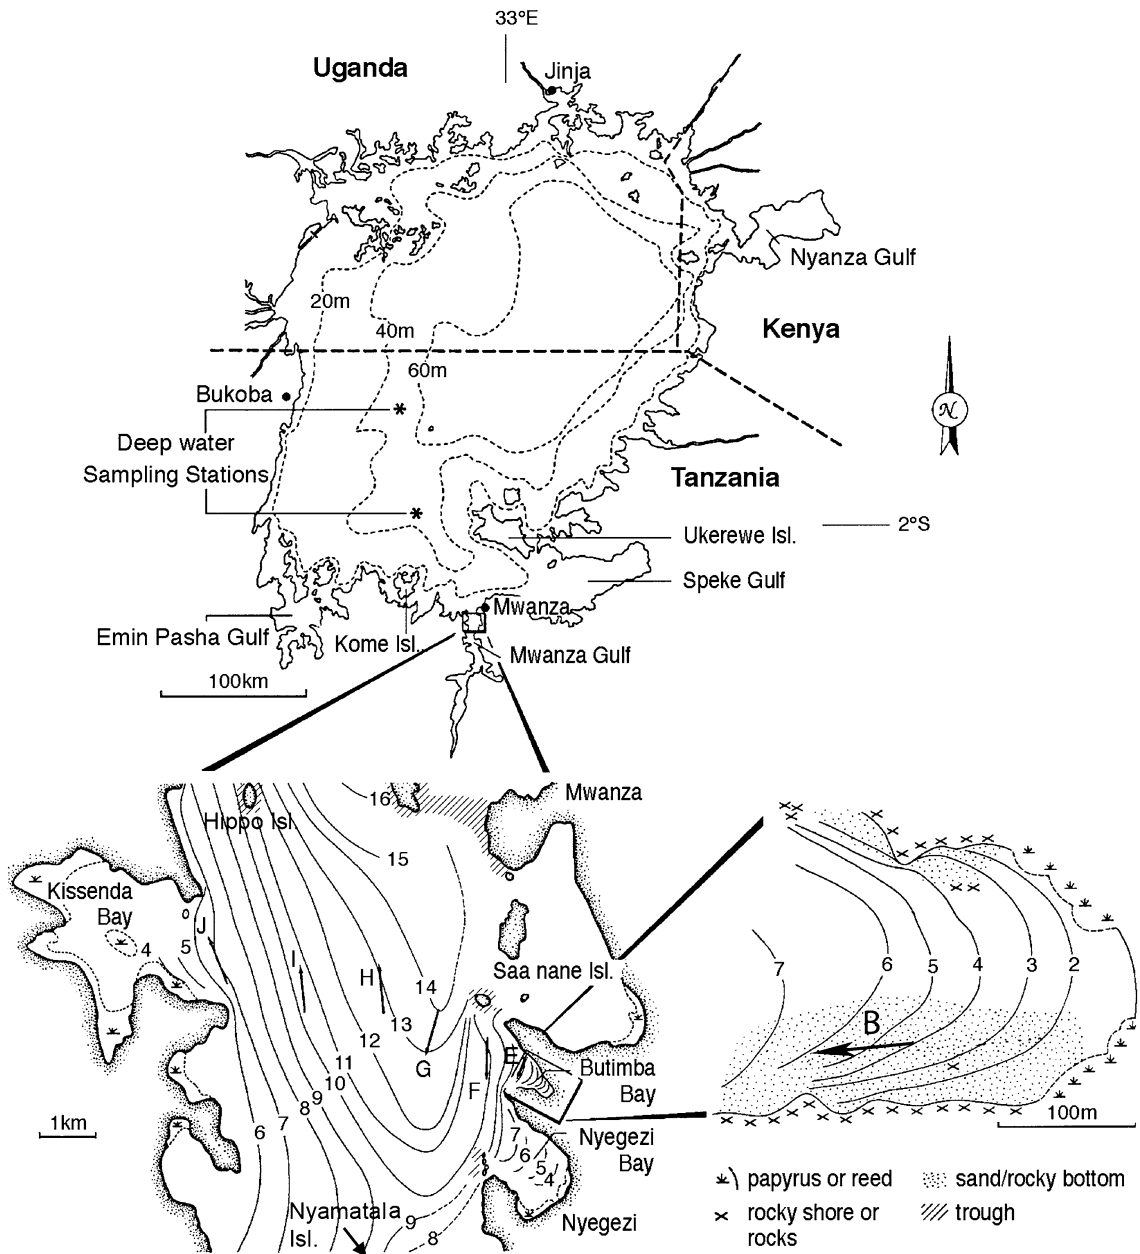 33°E
Uganda
Jinja
Nyanza Gulf
20m
40m
Kenya
60m
Bukoba
N
*
Deep water
Sampling Stations
*
Tanzania
2°S
Ukerewe Isl.
Speke Gulf
Mwanza
Emin Pasha Gulf
Kome Isl.
Mwanza Gulf
100km
16
Mwanza
Hippo Isl.
15
Kissenda
Bay
J
4
5
I
H
14
Saa nane Isl.
13
12
G
11
10
9
8
7
6
F
E
Butimba
Bay
1km
7
6
5
4
Nyegezi
Bay
Nyamatala
Isl.
9
8
Nyegezi
7
6
5
4
3
2
B
100m
papyrus or reed
sand/rocky bottom
rocky shore or
rocks
trough